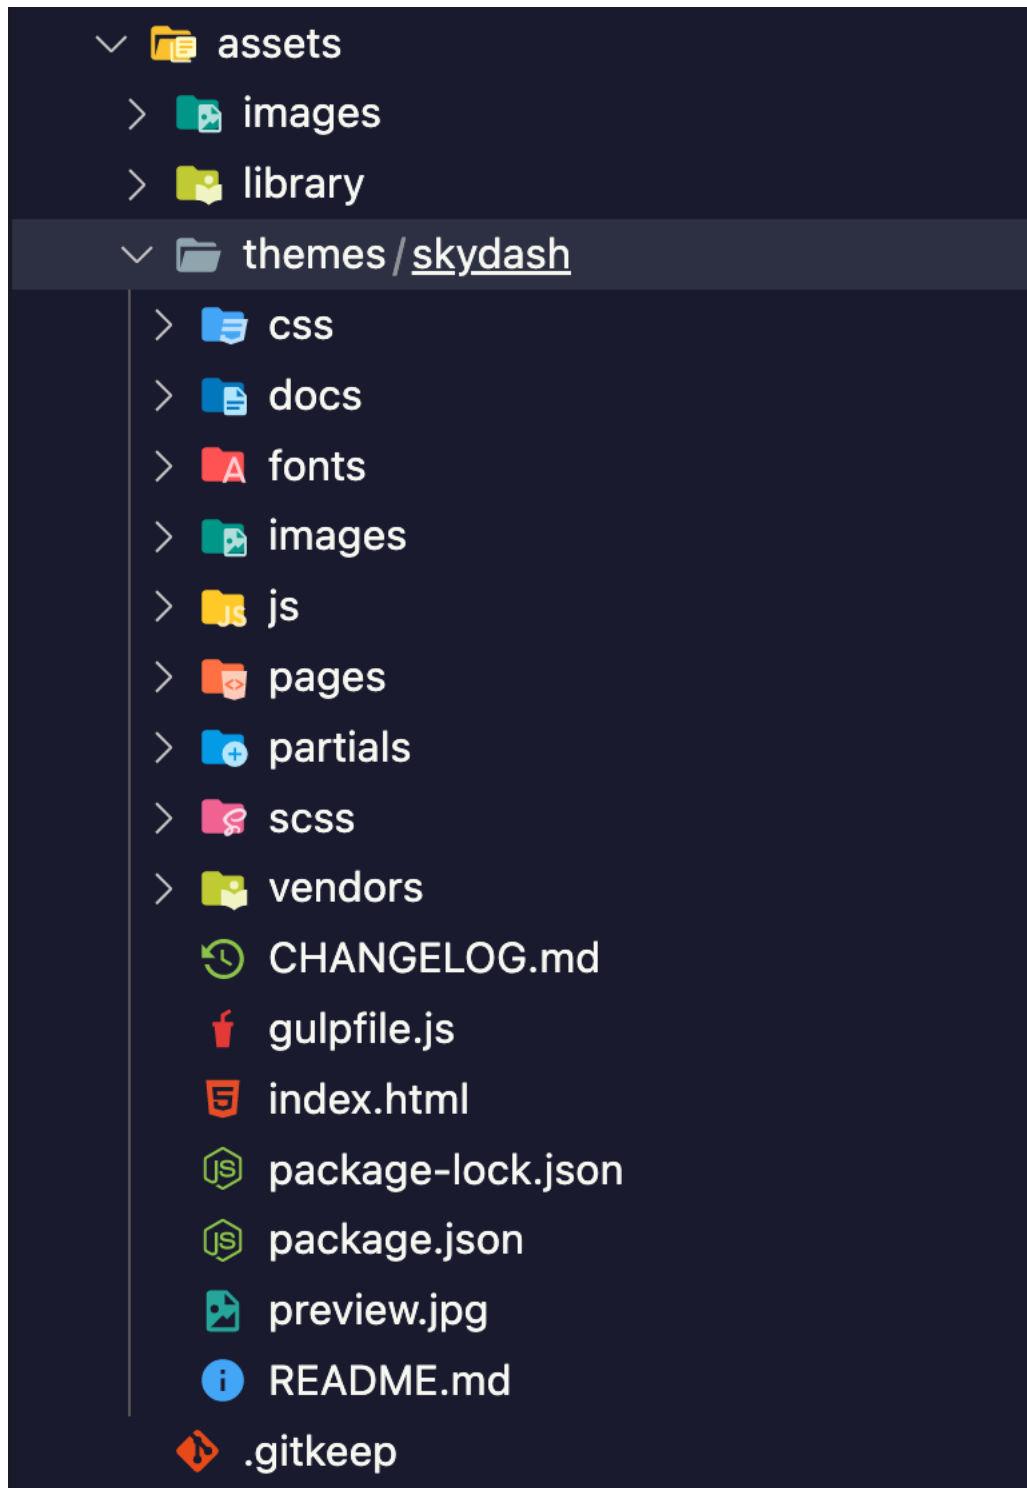 assets
images
library
themes/skydash
css
docs
fonts
images
js
pages
partials
scss
vendors
CHANGELOG.md
gulpfile.js
index.html
package-lock.json
package.json
preview.jpg
README.md
.gitkeep